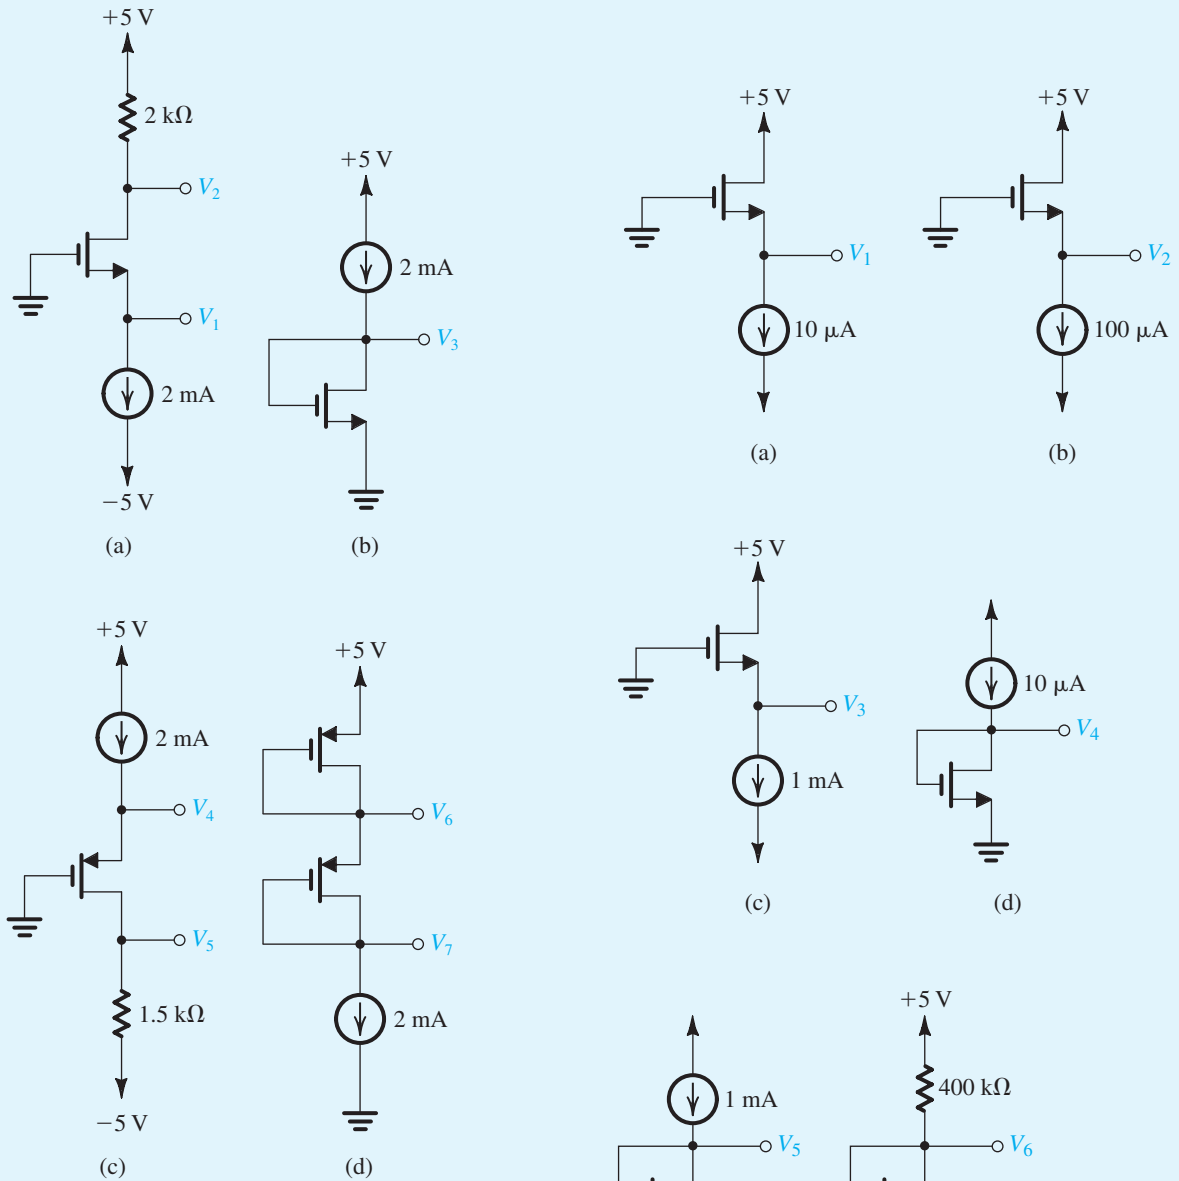 +5 V
2 kΩ
V2
V1
2 mA
−5 V
(a)
+5 V
2 mA
V3
(b)
+5 V
2 mA
V4
V5
1.5 kΩ
−5 V
(c)
+5 V
V6
V7
2 mA
(d)
+5 V
V1
10 μA
(a)
+5 V
V2
100 μA
(b)
+5 V
V3
1 mA
(c)
10 μA
V4
(d)
1 mA
V5
+5 V
400 kΩ
V6